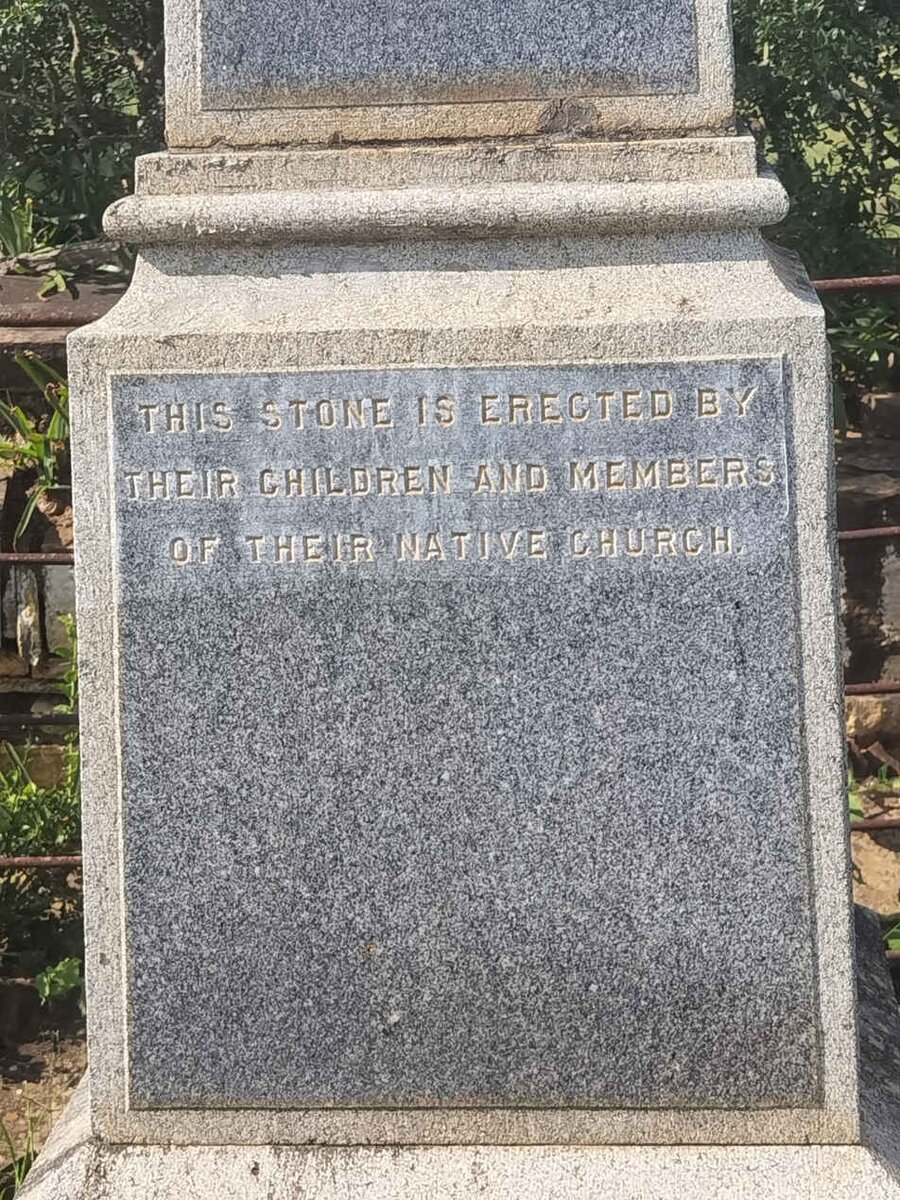 THIS STONE IS ERECTED BY
THEIR CHILDREN AND MEMBERS
OF THEIR NATIVE CHURCH.